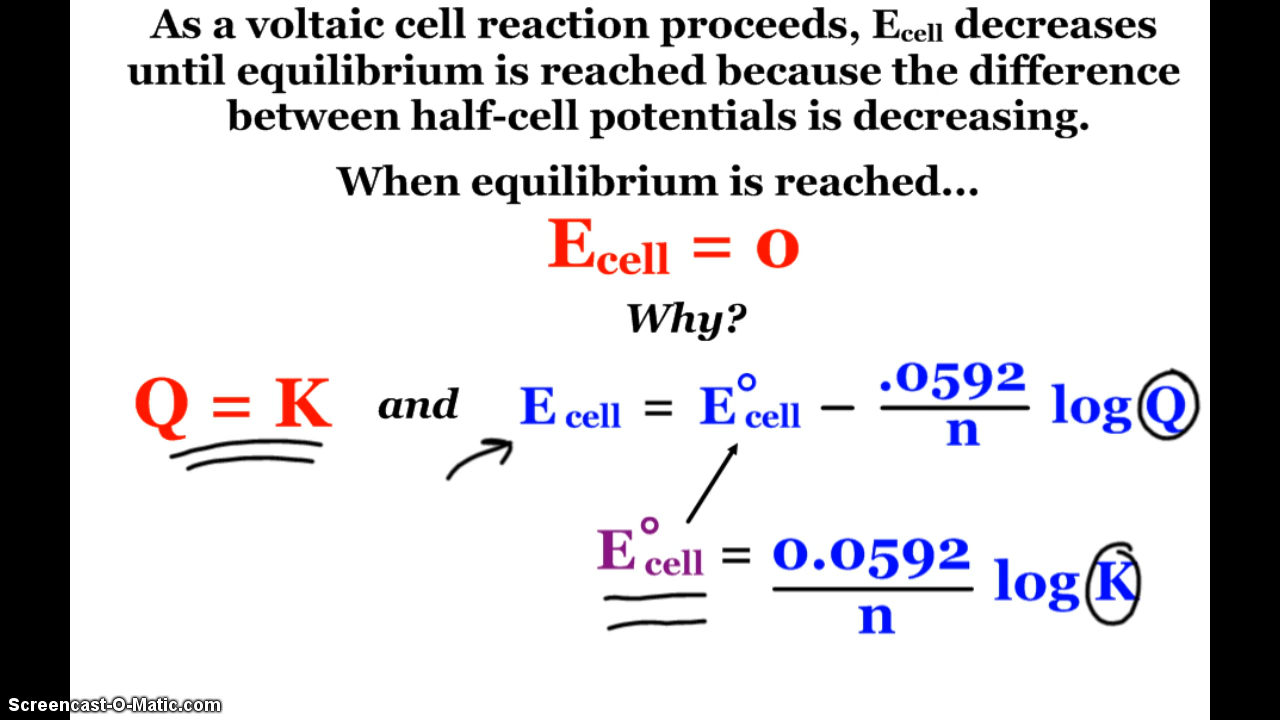 As a voltaic cell reaction proceeds, Ecell decreases
until equilibrium is reached because the difference
between half-cell potentials is decreasing.
When equilibrium is reached...
Ecell = 0
Why?
Q = K and E cell = E°cell − .0592/n log Q
E°cell = 0.0592/n log K
Screencast-O-Matic.com